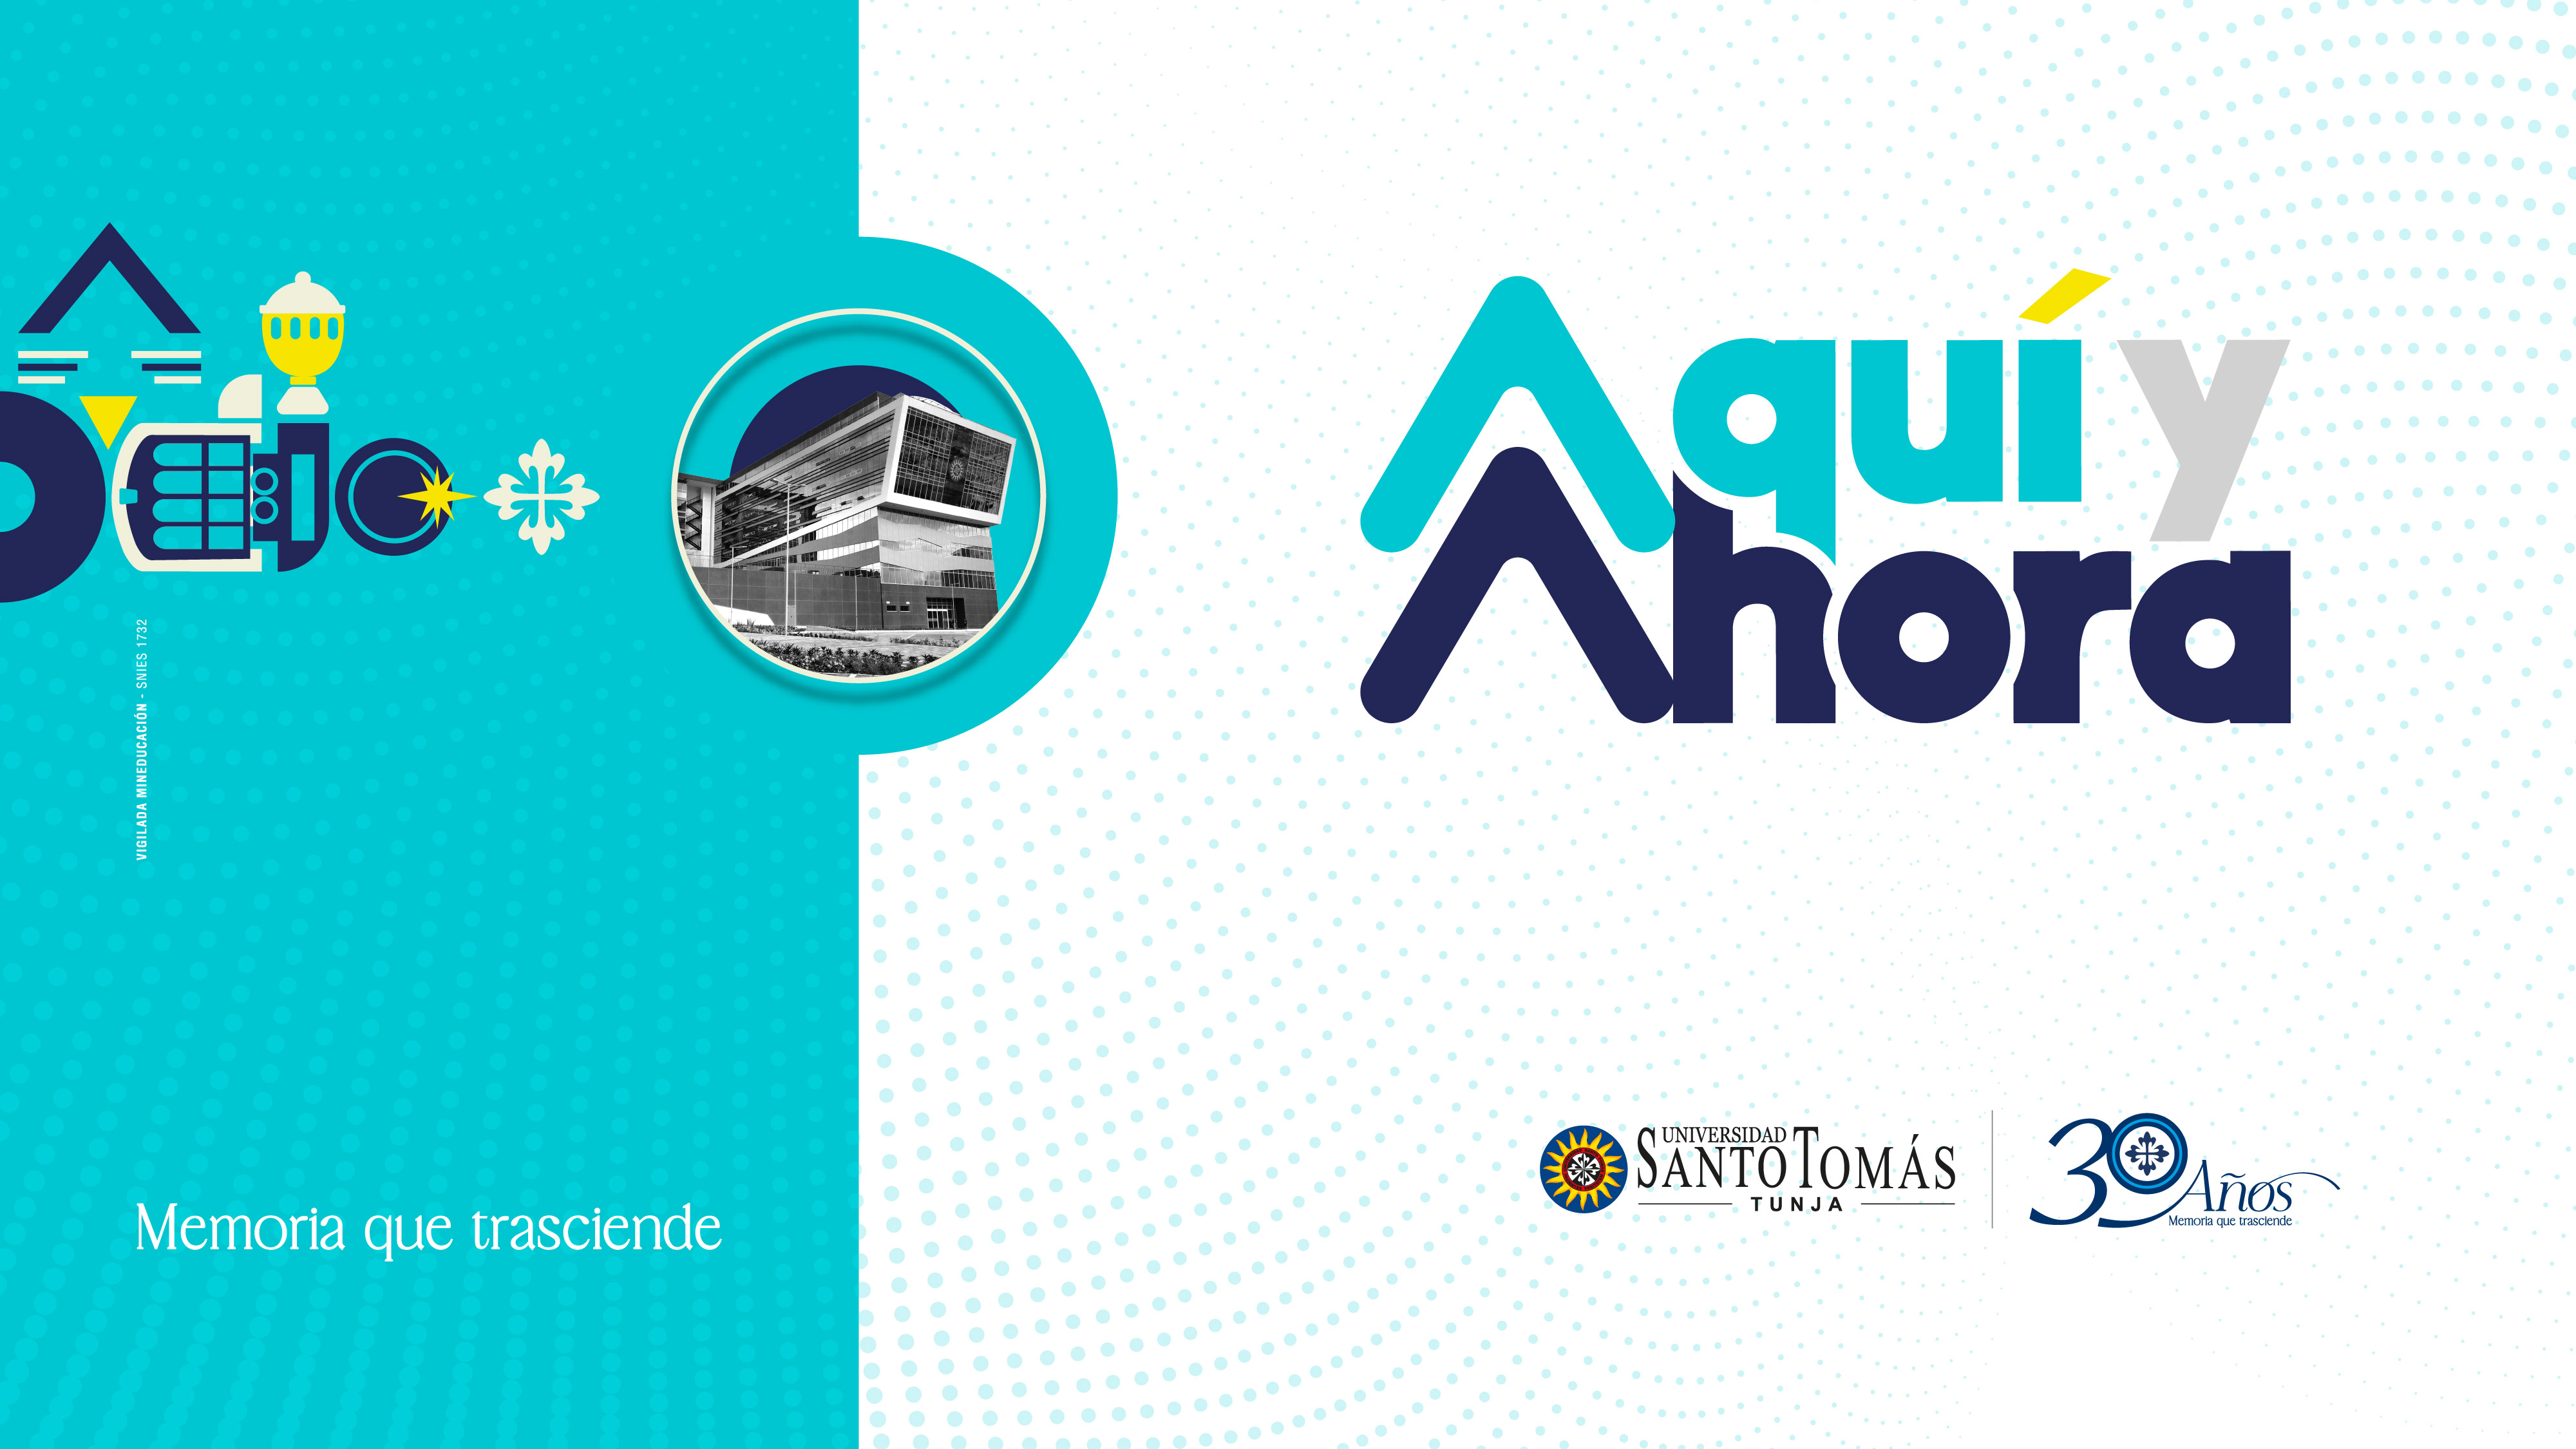 VIGILADA MINEDUCACIÓN - SNIES 1732
Memoria que trasciende
Aquí y
Ahora
UNIVERSIDAD
SANTO TOMÁS
TUNJA
30 Años
Memoria que trasciende